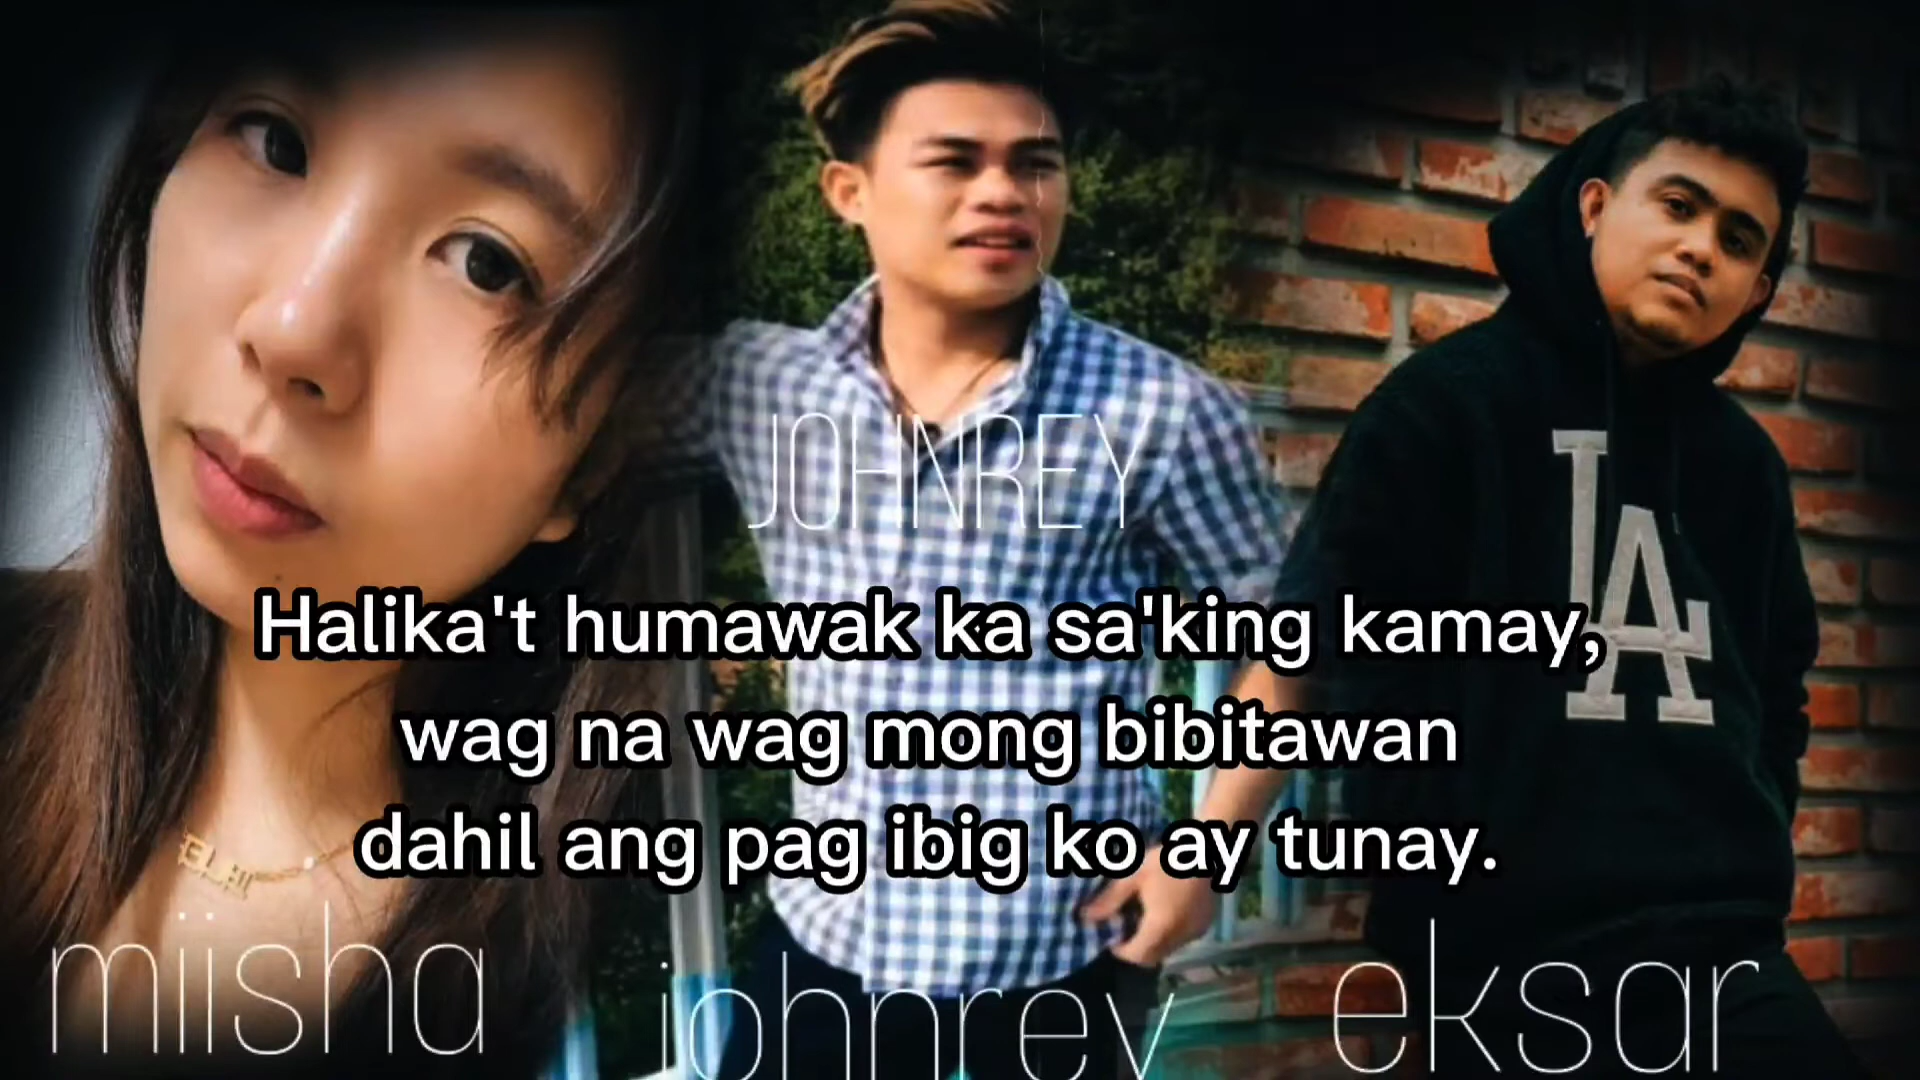 JOHNREY
LA
Halika't humawak ka sa'king kamay,
wag na wag mong bibitawan
dahil ang pag ibig ko ay tunay.
miisha
johnrey
eksar